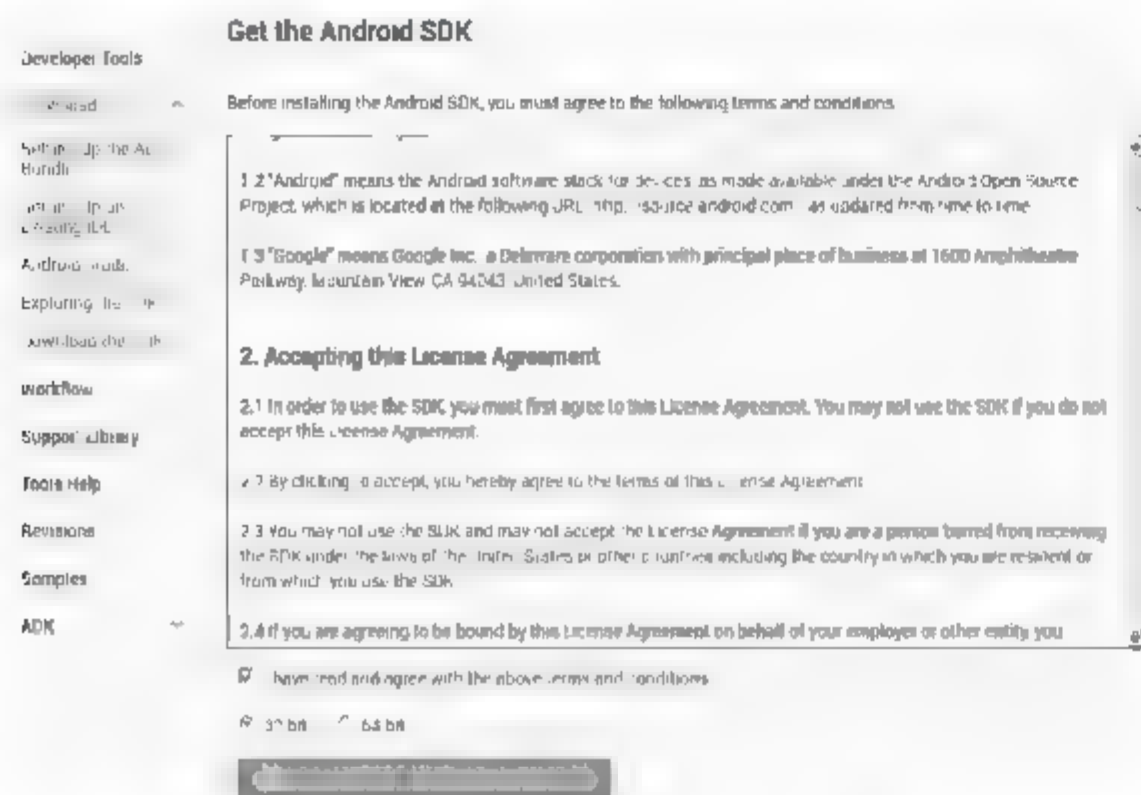 Get the Android SDK
Developer Tools
Before installing the Android SDK, you must agree to the following terms and conditions
Up the
1.2 "Android" means the Android software stack for devices, as made available under the Android Open Source
Project, which is located at the following URL: source.android.com as updated from time to time
1.3 "Google" means Google Inc., a Delaware corporation with principal place of business at 1600 Amphitheatre
Parkway, Mountain View, CA 94043, United States.
Android
Exploring
2. Accepting this License Agreement
Workflow
2.1 In order to use the SDK, you must first agree to this License Agreement. You may not use the SDK if you do not
accept this License Agreement.
Support Library
Tools Help
2.2 By clicking to accept, you hereby agree to the terms of this License Agreement
Revisions
2.3 You may not use the SDK and may not accept the License Agreement if you are a person barred from receiving
the SDK under the laws of the United States or other countries including the country in which you are resident or
from which you use the SDK
Samples
ADK
2.4 If you are agreeing to be bound by this License Agreement on behalf of your employer or other entity, you
have read and agree with the above terms and conditions
32 bit 64 bit